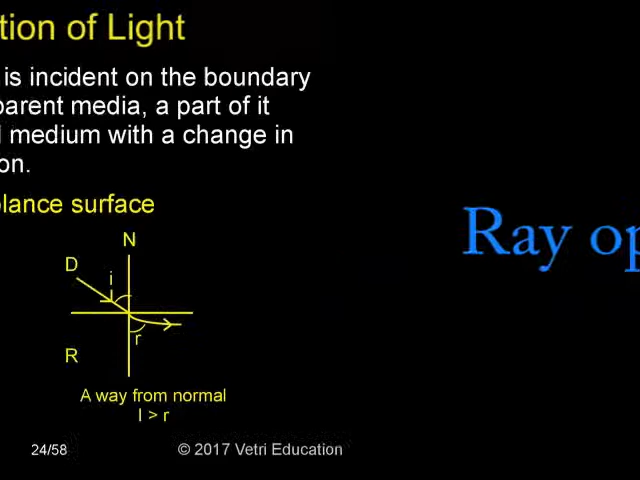 tion of Light
is incident on the boundary
parent media, a part of it
medium with a change in
on.
plance surface
N
D
i
r
R
A way from normal
I > r
24/58
© 2017 Vetri Education
Ray op